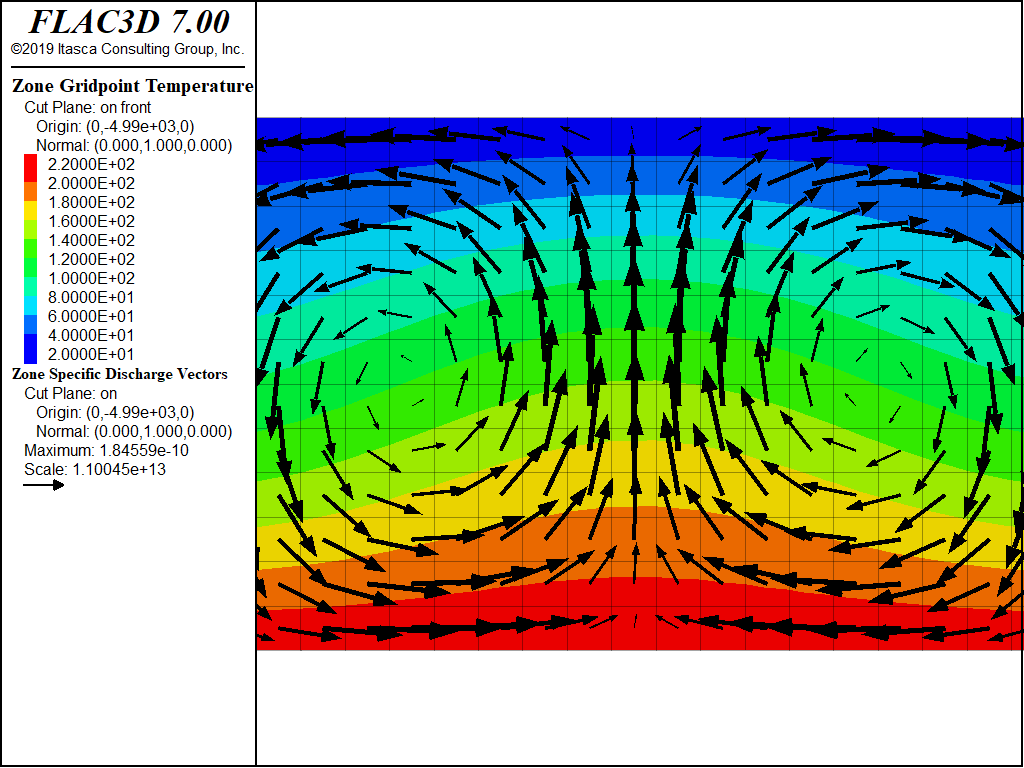 FLAC3D 7.00
©2019 Itasca Consulting Group, Inc.
Zone Gridpoint Temperature
Cut Plane: on front
Origin: (0,-4.99e+03,0)
Normal: (0.000,1.000,0.000)
2.2000E+02
2.0000E+02
1.8000E+02
1.6000E+02
1.4000E+02
1.2000E+02
1.0000E+02
8.0000E+01
6.0000E+01
4.0000E+01
2.0000E+01
Zone Specific Discharge Vectors
Cut Plane: on
Origin: (0,-4.99e+03,0)
Normal: (0.000,1.000,0.000)
Maximum: 1.84559e-10
Scale: 1.10045e+13